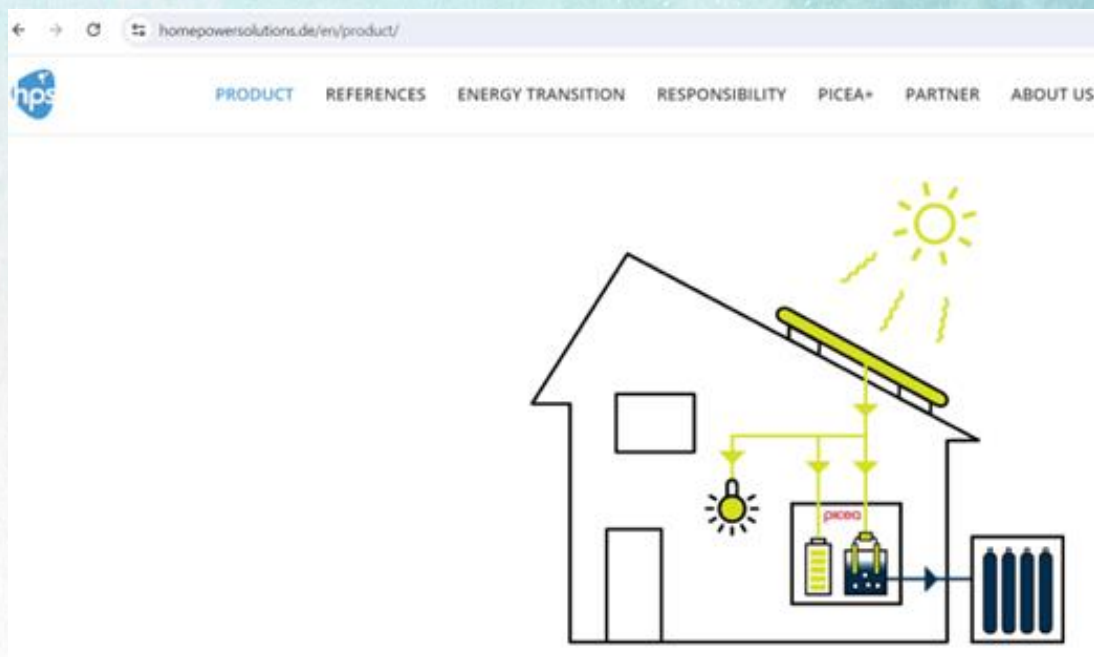 homepowersolutions.de/en/product/
hps PRODUCT REFERENCES ENERGY TRANSITION RESPONSIBILITY PICEA+ PARTNER ABOUT US
picea